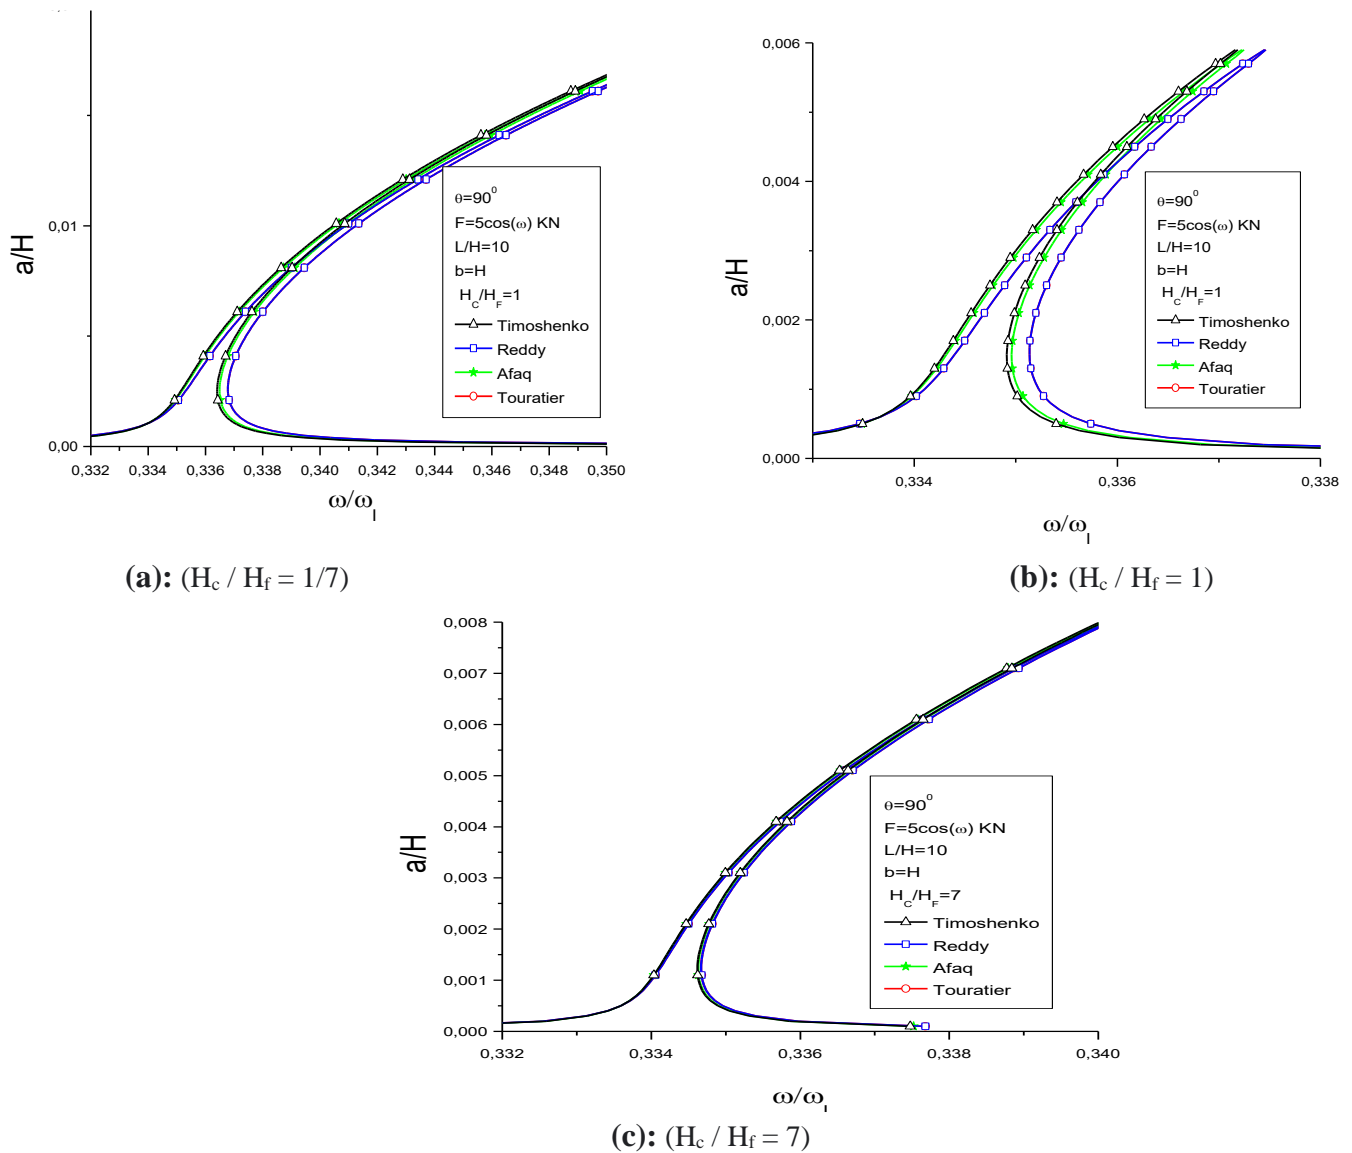 0,01
0,00
a/H
0,332 0,334 0,336 0,338 0,340 0,342 0,344 0,346 0,348 0,350
ω/ω_l
θ=90°
F=5cos(ω) KN
L/H=10
b=H
H_C/H_F=1
Timoshenko
Reddy
Afaq
Touratier
(a): (H_c / H_f = 1/7)
0,006
0,004
0,002
0,000
a/H
0,334 0,336 0,338
ω/ω_l
θ=90°
F=5cos(ω) KN
L/H=10
b=H
H_C/H_F=1
Timoshenko
Reddy
Afaq
Touratier
(b): (H_c / H_f = 1)
0,008
0,007
0,006
0,005
0,004
0,003
0,002
0,001
0,000
a/H
0,332 0,334 0,336 0,338 0,340
ω/ω_l
θ=90°
F=5cos(ω) KN
L/H=10
b=H
H_C/H_F=7
Timoshenko
Reddy
Afaq
Touratier
(c): (H_c / H_f = 7)